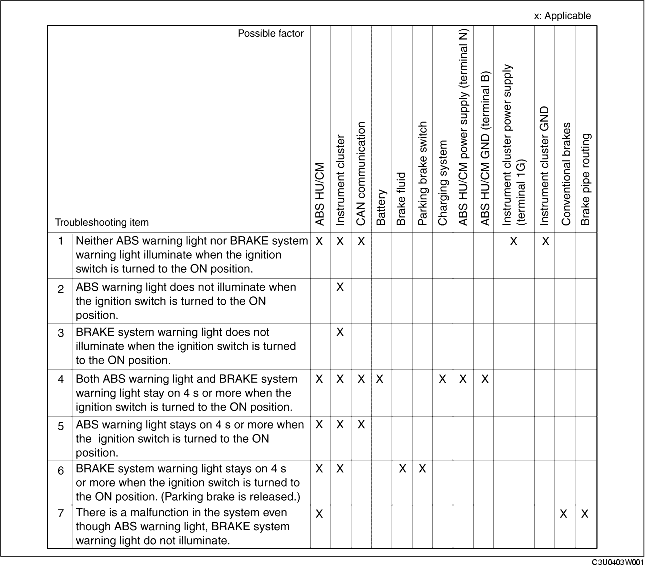 x: Applicable
Possible factor
Troubleshooting item
ABS HU/CM
Instrument cluster
CAN communication
Battery
Brake fluid
Parking brake switch
Charging system
ABS HU/CM power supply (terminal N)
ABS HU/CM GND (terminal B)
Instrument cluster power supply
(terminal 1G)
Instrument cluster GND
Conventional brakes
Brake pipe routing
1 Neither ABS warning light nor BRAKE system X X X X X
warning light illuminate when the ignition
switch is turned to the ON position.
2 ABS warning light does not illuminate when X
the ignition switch is turned to the ON
position.
3 BRAKE system warning light does not X
illuminate when the ignition switch is turned
to the ON position.
4 Both ABS warning light and BRAKE system X X X X X X X
warning light stay on 4 s or more when the
ignition switch is turned to the ON position.
5 ABS warning light stays on 4 s or more when X X X
the ignition switch is turned to the ON
position.
6 BRAKE system warning light stays on 4 s X X X X
or more when the ignition switch is turned to
the ON position. (Parking brake is released.)
7 There is a malfunction in the system even X X X
though ABS warning light, BRAKE system
warning light do not illuminate.
C3U0403W001